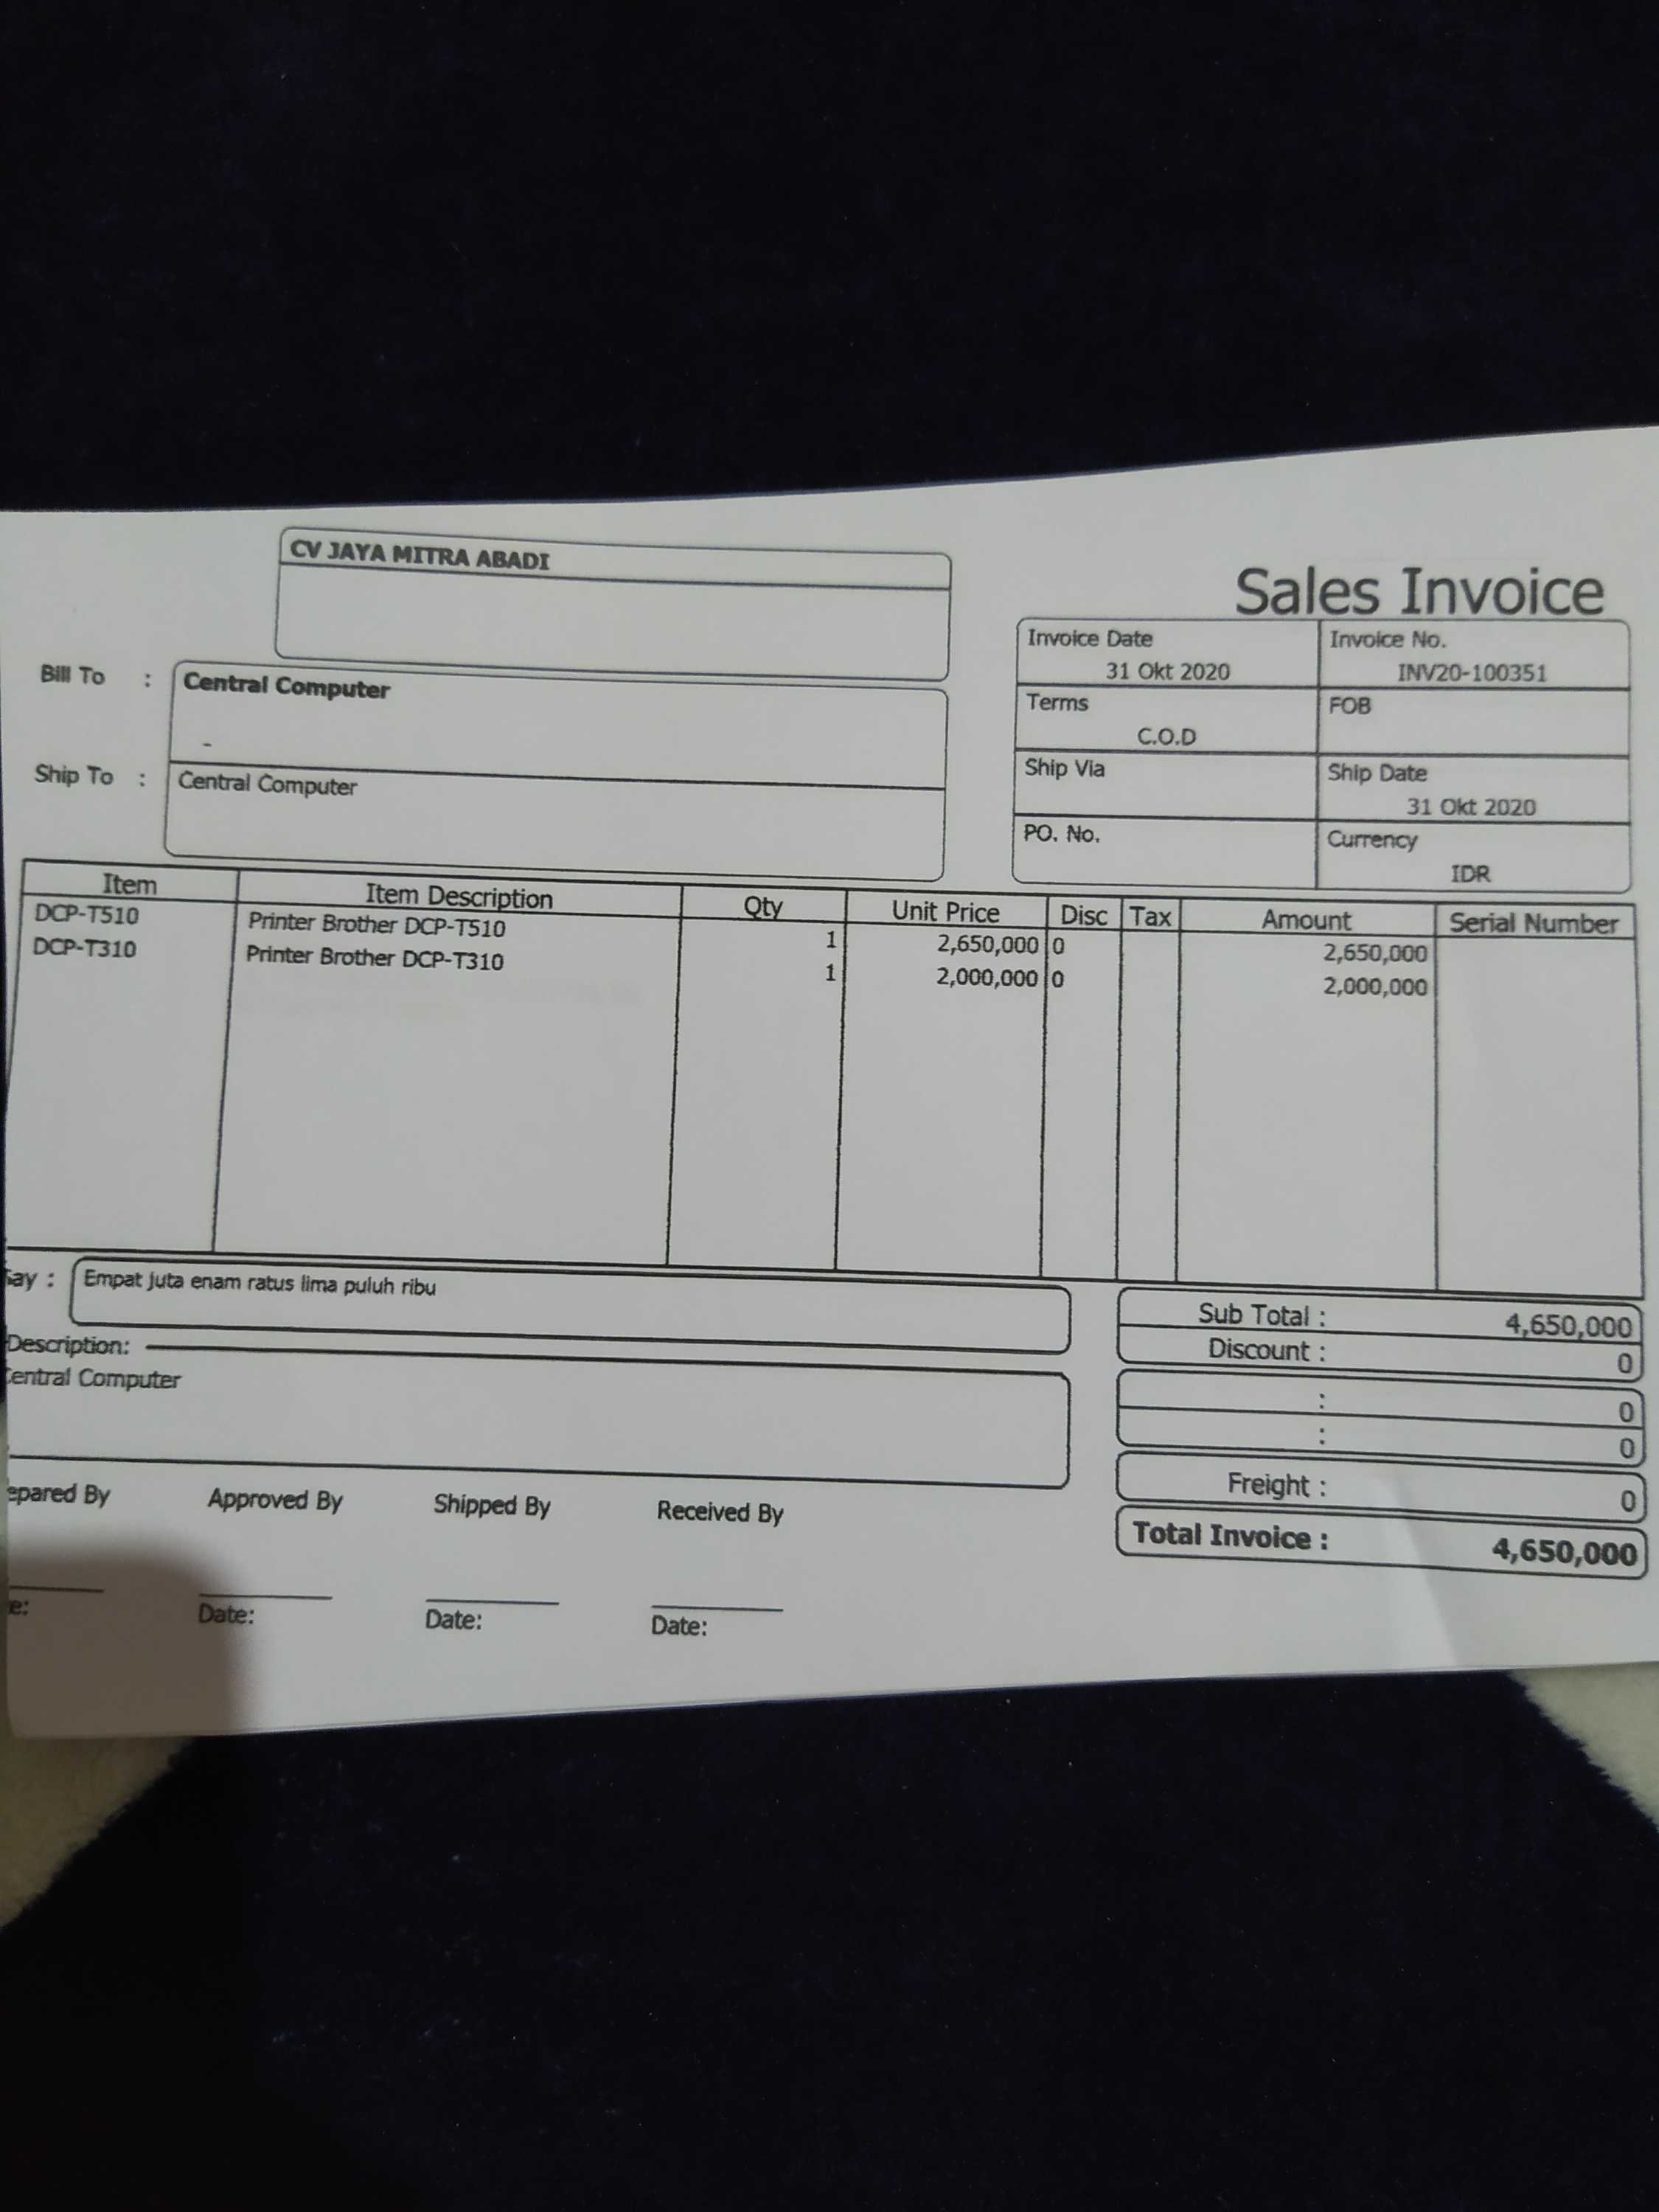 CV JAYA MITRA ABADI
Sales Invoice
Bill To : Central Computer
-
Ship To : Central Computer
Invoice Date Invoice No.
31 Okt 2020 INV20-100351
Terms FOB
C.O.D
Ship Via Ship Date
31 Okt 2020
PO. No. Currency
IDR
Item Item Description Qty Unit Price Disc Tax Amount Serial Number
DCP-T510 Printer Brother DCP-T510 1 2,650,000 0 2,650,000
DCP-T310 Printer Brother DCP-T310 1 2,000,000 0 2,000,000
Say : Empat juta enam ratus lima puluh ribu
Description:
Central Computer
Sub Total : 4,650,000
Discount : 0
: 0
: 0
Freight : 0
Total Invoice : 4,650,000
epared By Approved By Shipped By Received By
e: Date: Date: Date: